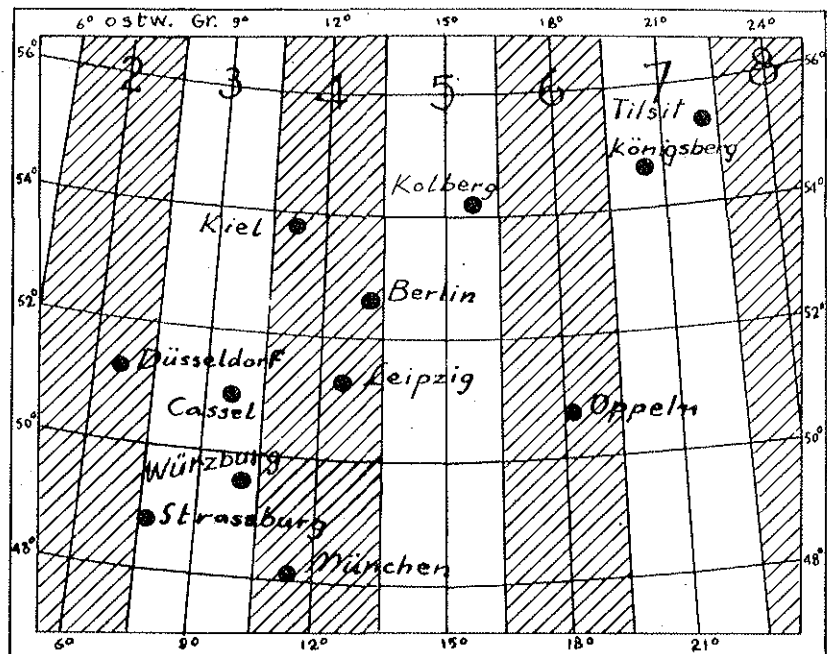 6° ostw. Gr. 9° 12° 15° 18° 21° 24°
56° 56°
2 3 4 5 6 7 8
Tilsit
Königsberg
54° 54°
Kolberg
Kiel
Berlin
52° 52°
Düsseldorf
Leipzig
Cassel
Oppeln
50° 50°
Würzburg
Strassburg
48° 48°
München
6° 9° 12° 15° 18° 21°